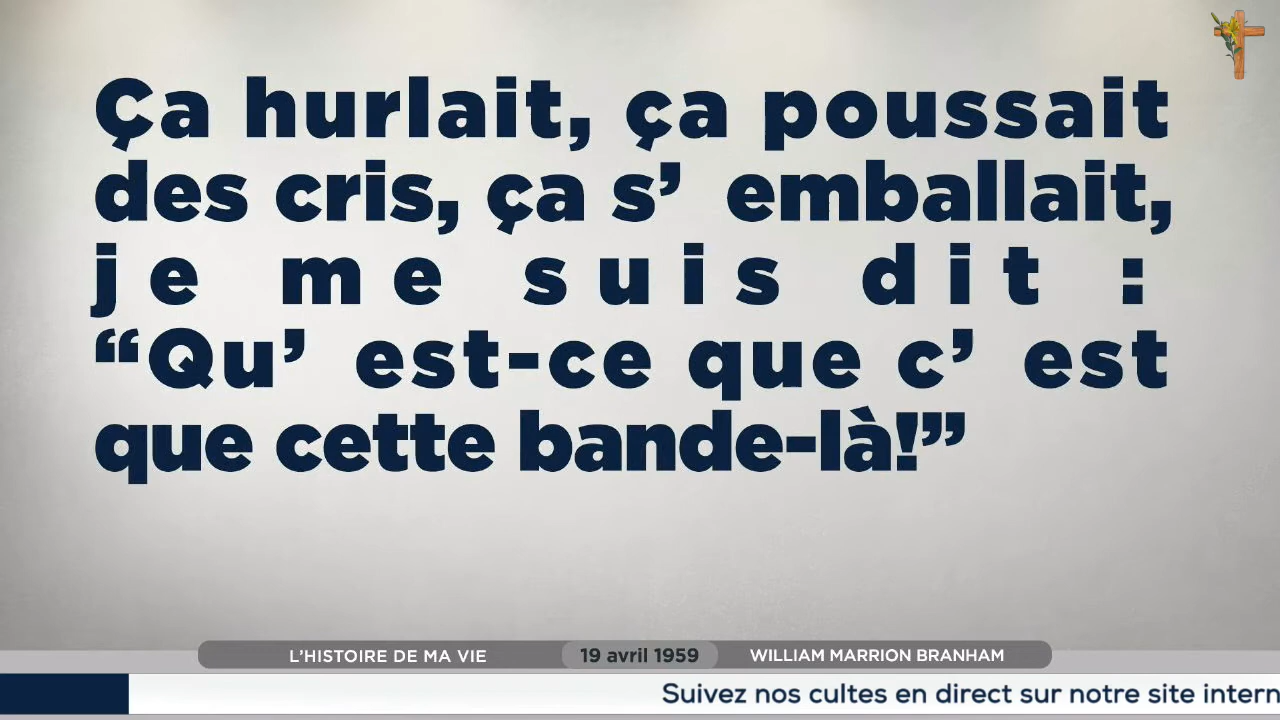 Ça hurlait, ça poussait
des cris, ça s’ emballait,
je me suis dit :
“Qu’ est-ce que c’ est
que cette bande-là!”
L’HISTOIRE DE MA VIE 19 avril 1959 WILLIAM MARRION BRANHAM
Suivez nos cultes en direct sur notre site intern